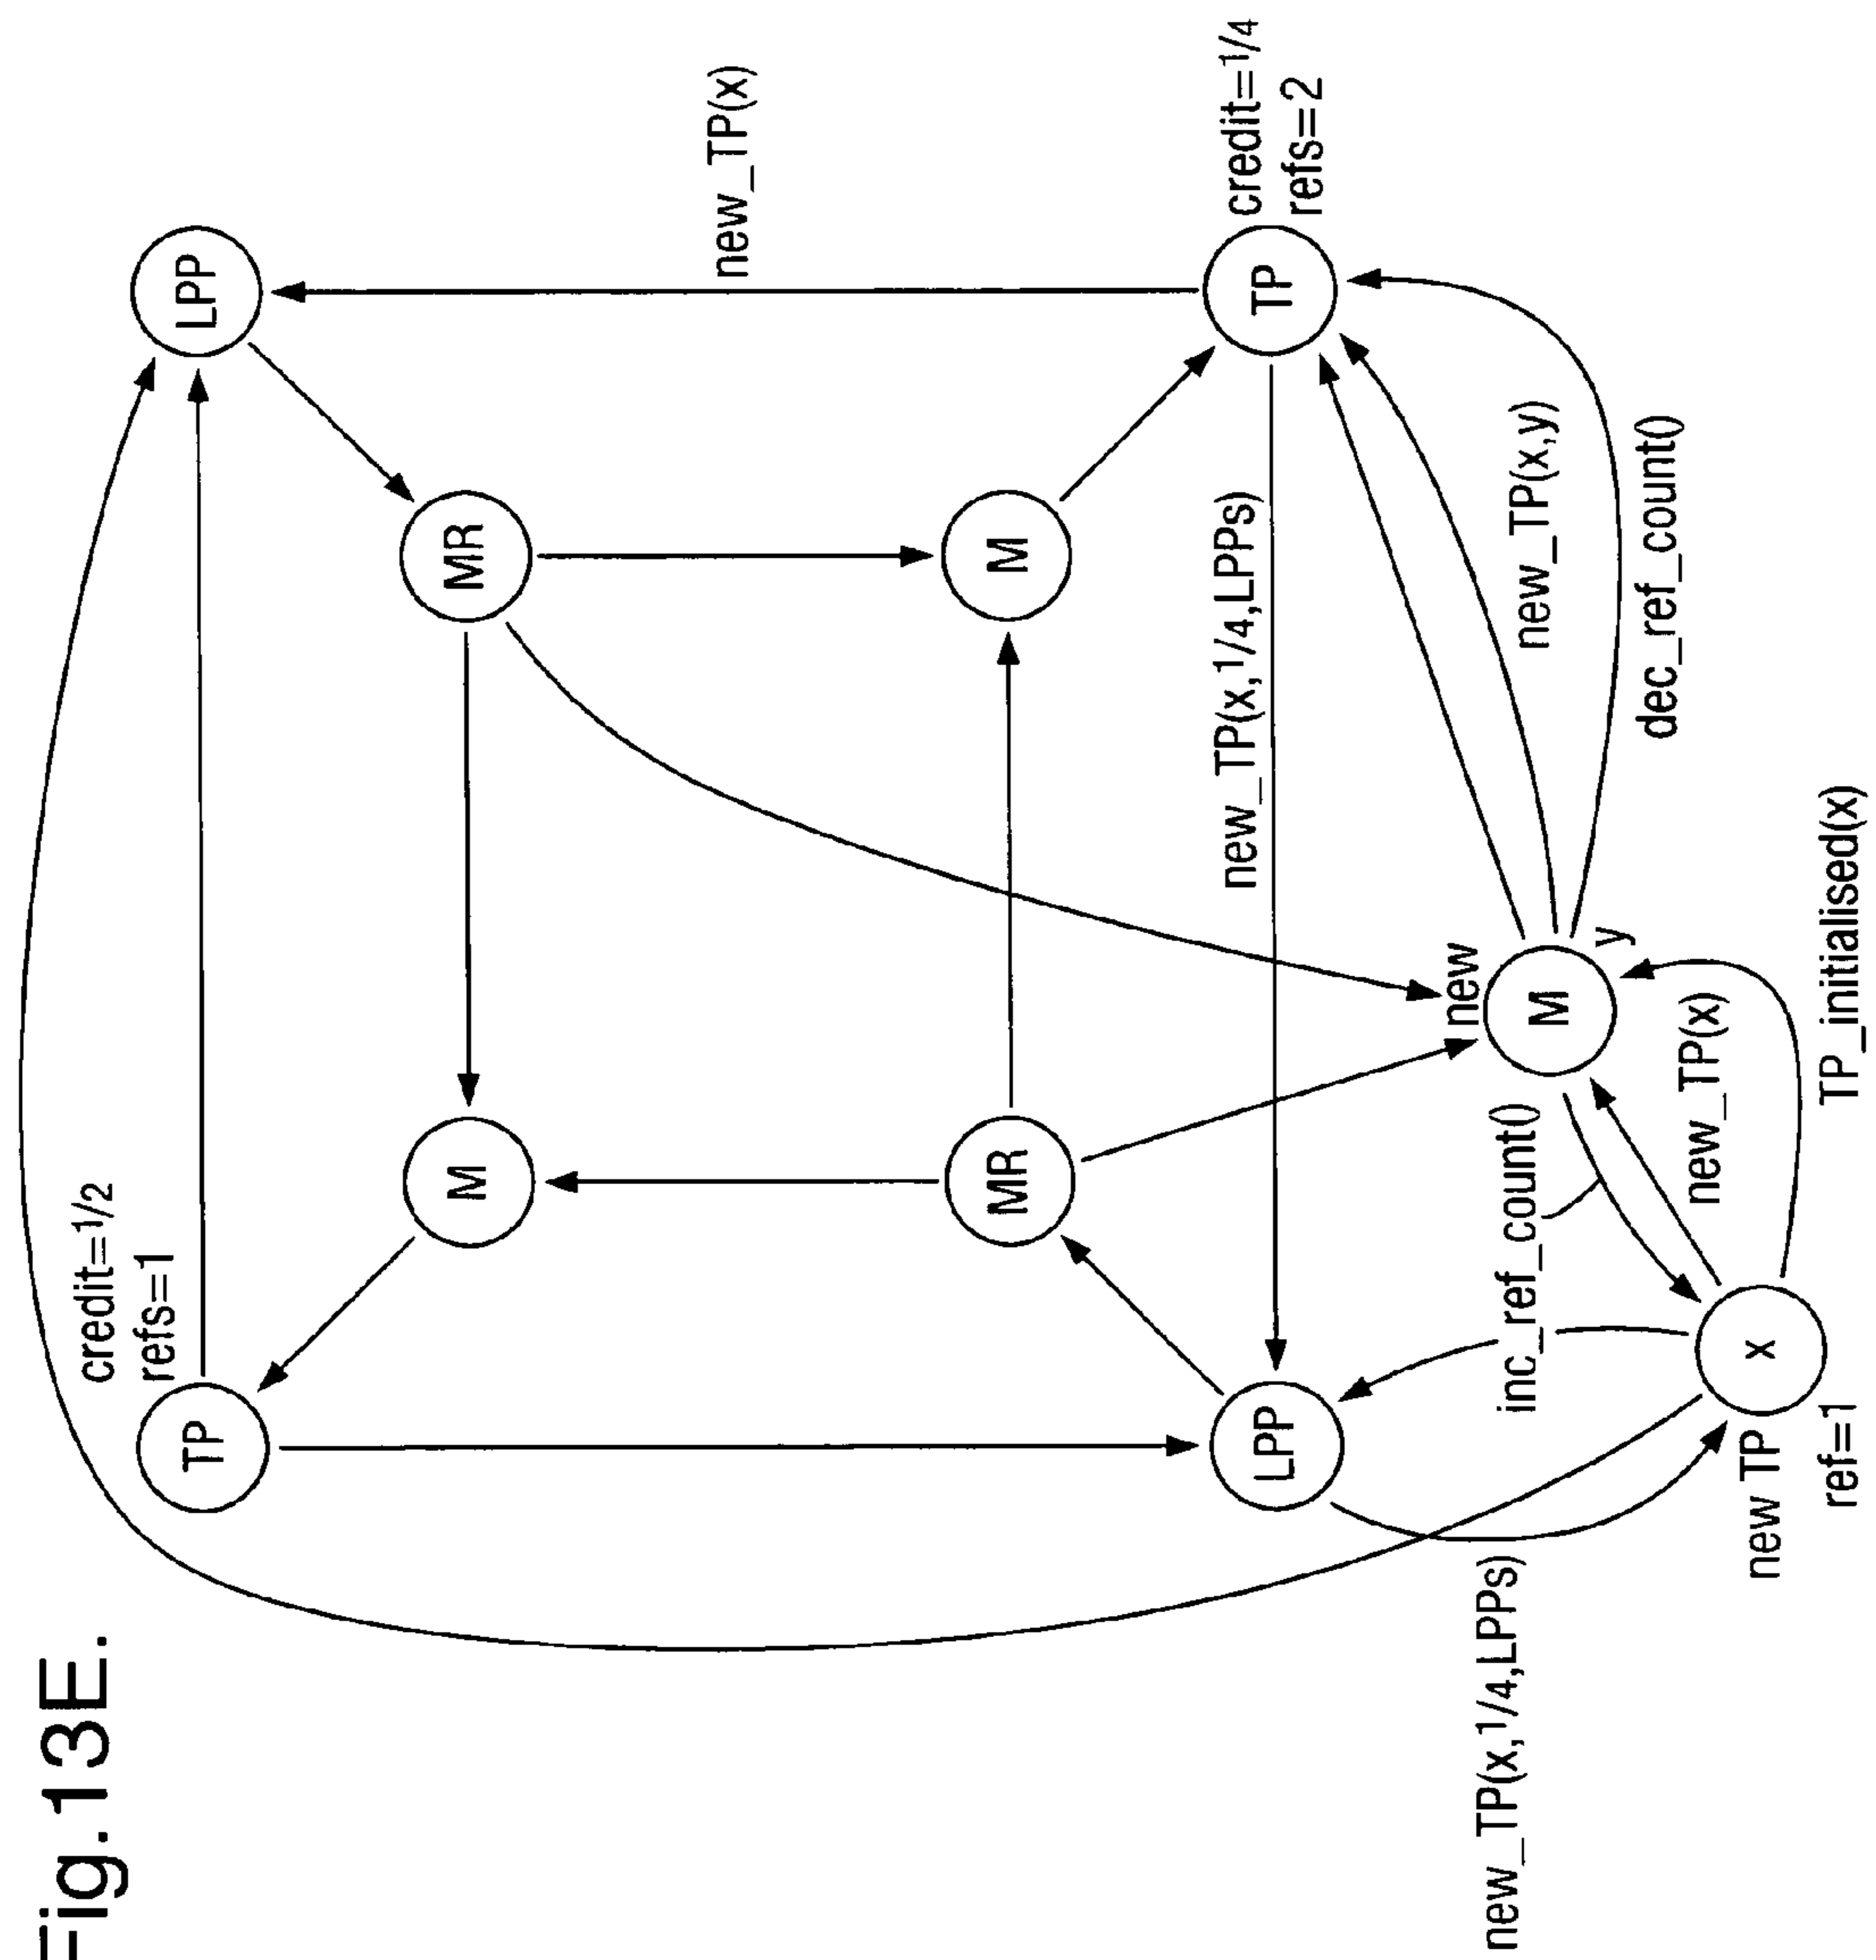 Fig.13E.
credit=1/2
refs=1
TP
LPP
new_TP(x)
M
MR
MR
M
LPP
new_TP(x,1/4,LPPs)
TP
credit=1/4
refs=2
new_TP(x,1/4,LPPs)
inc_ref_count()
new
M
y
new_TP(x,y)
dec_ref_count()
new_TP(x)
x
new TP
ref=1
TP_initialised(x)